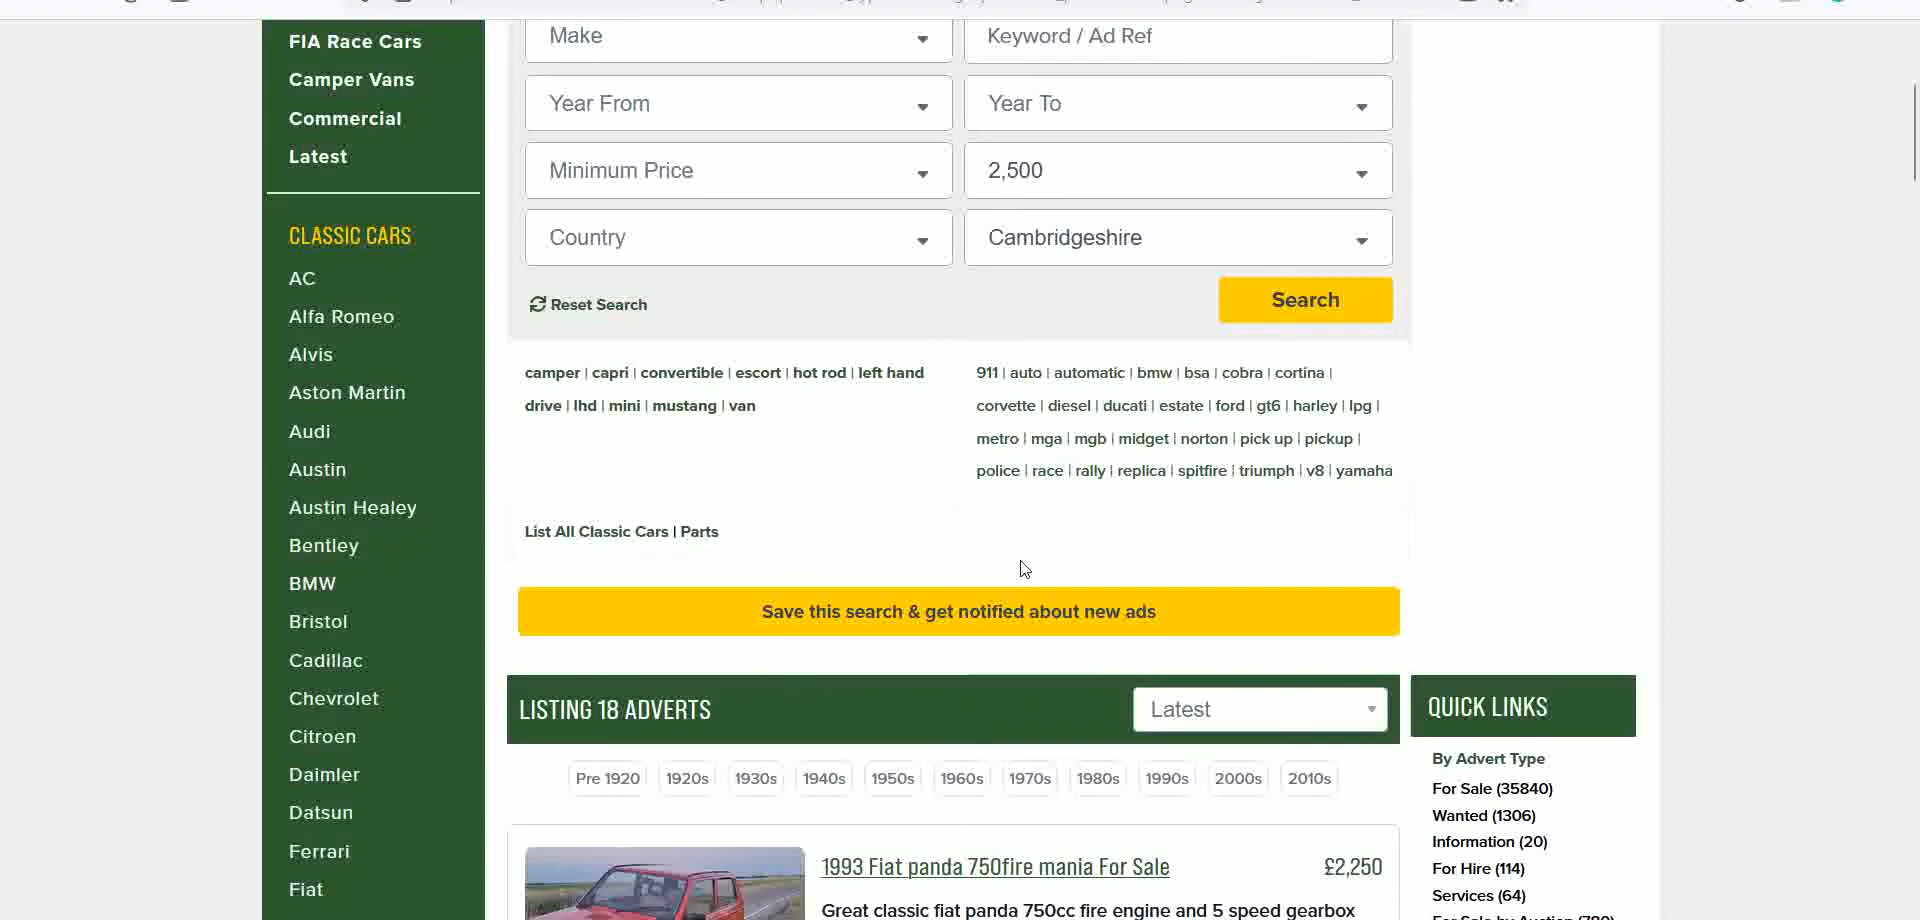 FIA Race Cars
Camper Vans
Commercial
Latest
CLASSIC CARS
AC
Alfa Romeo
Alvis
Aston Martin
Audi
Austin
Austin Healey
Bentley
BMW
Bristol
Cadillac
Chevrolet
Citroen
Daimler
Datsun
Ferrari
Fiat
Make
Keyword / Ad Ref
Year From
Year To
Minimum Price
2,500
Country
Cambridgeshire
Reset Search
Search
camper | capri | convertible | escort | hot rod | left hand
drive | lhd | mini | mustang | van
911 | auto | automatic | bmw | bsa | cobra | cortina |
corvette | diesel | ducati | estate | ford | gt6 | harley | lpg |
metro | mga | mgb | midget | norton | pick up | pickup |
police | race | rally | replica | spitfire | triumph | v8 | yamaha
List All Classic Cars | Parts
Save this search & get notified about new ads
LISTING 18 ADVERTS
Latest
Pre 1920 1920s 1930s 1940s 1950s 1960s 1970s 1980s 1990s 2000s 2010s
1993 Fiat panda 750fire mania For Sale
£2,250
Great classic fiat panda 750cc fire engine and 5 speed gearbox
QUICK LINKS
By Advert Type
For Sale (35840)
Wanted (1306)
Information (20)
For Hire (114)
Services (64)
For Sale by Auction (780)